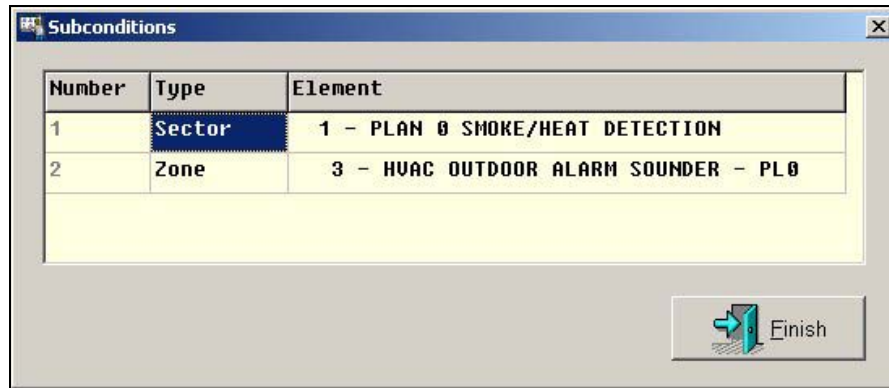 Subconditions
Number Type Element
1 Sector 1 - PLAN 0 SMOKE/HEAT DETECTION
2 Zone 3 - HVAC OUTDOOR ALARM SOUNDER - PL0
Finish